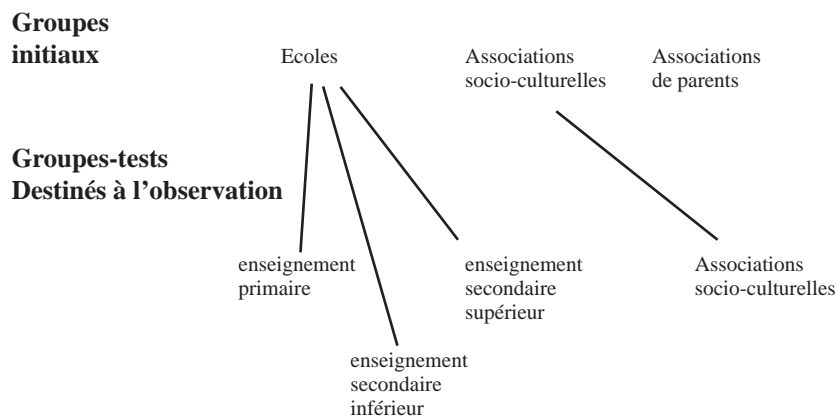 Groupes
initiaux
Ecoles
Associations
socio-culturelles
Associations
de parents
Groupes-tests
Destinés à l’observation
enseignement
primaire
enseignement
secondaire
supérieur
Associations
socio-culturelles
enseignement
secondaire
inférieur